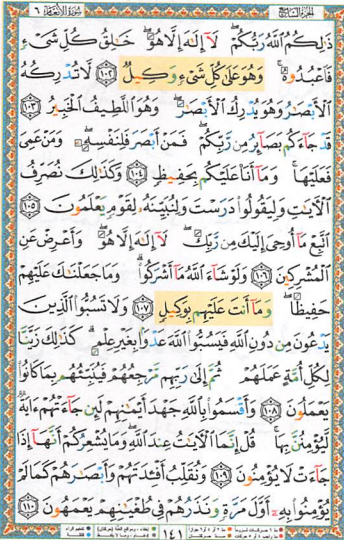 الجزء السابع سورة الأنعام ٦
ذَٰلِكُمُ ٱللَّهُ رَبُّكُمْ ۖ لَآ إِلَٰهَ إِلَّا هُوَ ۖ خَٰلِقُ كُلِّ شَىْءٍ
فَٱعْبُدُوهُ ۚ وَهُوَ عَلَىٰ كُلِّ شَىْءٍ وَكِيلٌ ١٠٢ لَّا تُدْرِكُهُ
ٱلْأَبْصَٰرُ وَهُوَ يُدْرِكُ ٱلْأَبْصَٰرَ ۖ وَهُوَ ٱللَّطِيفُ ٱلْخَبِيرُ ١٠٣
قَدْ جَآءَكُم بَصَآئِرُ مِن رَّبِّكُمْ ۖ فَمَنْ أَبْصَرَ فَلِنَفْسِهِۦ ۖ وَمَنْ عَمِىَ
فَعَلَيْهَا ۚ وَمَآ أَنَا۠ عَلَيْكُم بِحَفِيظٍ ١٠٤ وَكَذَٰلِكَ نُصَرِّفُ
ٱلْءَايَٰتِ وَلِيَقُولُوا۟ دَرَسْتَ وَلِنُبَيِّنَهُۥ لِقَوْمٍ يَعْلَمُونَ ١٠٥
ٱتَّبِعْ مَآ أُوحِىَ إِلَيْكَ مِن رَّبِّكَ ۖ لَآ إِلَٰهَ إِلَّا هُوَ ۖ وَأَعْرِضْ عَنِ
ٱلْمُشْرِكِينَ ١٠٦ وَلَوْ شَآءَ ٱللَّهُ مَآ أَشْرَكُوا۟ ۗ وَمَا جَعَلْنَٰكَ عَلَيْهِمْ
حَفِيظًا ۖ وَمَآ أَنتَ عَلَيْهِم بِوَكِيلٍ ١٠٧ وَلَا تَسُبُّوا۟ ٱلَّذِينَ
يَدْعُونَ مِن دُونِ ٱللَّهِ فَيَسُبُّوا۟ ٱللَّهَ عَدْوًۢا بِغَيْرِ عِلْمٍ ۗ كَذَٰلِكَ زَيَّنَّا
لِكُلِّ أُمَّةٍ عَمَلَهُمْ ثُمَّ إِلَىٰ رَبِّهِم مَّرْجِعُهُمْ فَيُنَبِّئُهُم بِمَا كَانُوا۟
يَعْمَلُونَ ١٠٨ وَأَقْسَمُوا۟ بِٱللَّهِ جَهْدَ أَيْمَٰنِهِمْ لَئِن جَآءَتْهُمْ ءَايَةٌ
لَّيُؤْمِنُنَّ بِهَا ۚ قُلْ إِنَّمَا ٱلْءَايَٰتُ عِندَ ٱللَّهِ ۖ وَمَا يُشْعِرُكُمْ أَنَّهَآ إِذَا
جَآءَتْ لَا يُؤْمِنُونَ ١٠٩ وَنُقَلِّبُ أَفْـِٔدَتَهُمْ وَأَبْصَٰرَهُمْ كَمَا لَمْ
يُؤْمِنُوا۟ بِهِۦٓ أَوَّلَ مَرَّةٍ وَنَذَرُهُمْ فِى طُغْيَٰنِهِمْ يَعْمَهُونَ ١١٠
١٤١